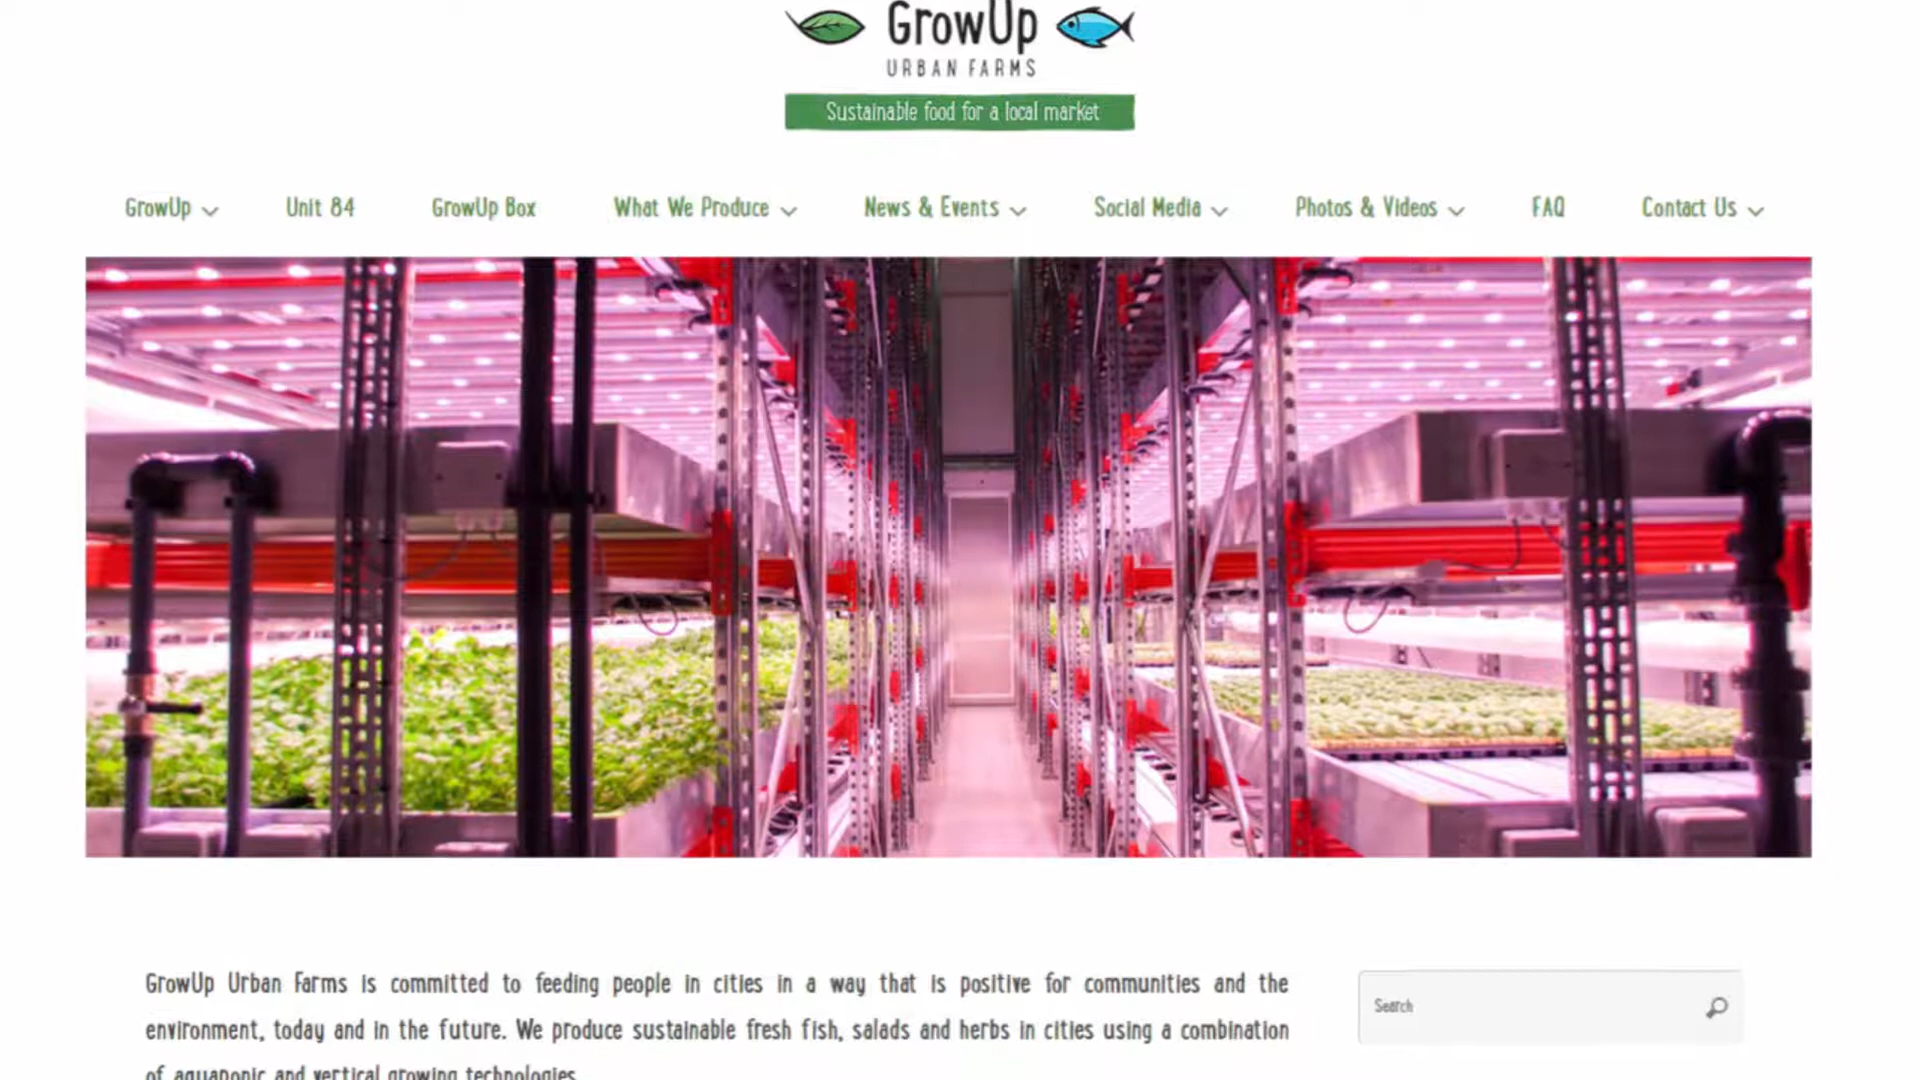 GrowUp
URBAN FARMS
Sustainable food for a local market
GrowUp Unit 84 GrowUp Box What We Produce News & Events Social Media Photos & Videos FAQ Contact Us
GrowUp Urban Farms is committed to feeding people in cities in a way that is positive for communities and the
environment, today and in the future. We produce sustainable fresh fish, salads and herbs in cities using a combination
of aquaponic and vertical growing technologies.
Search